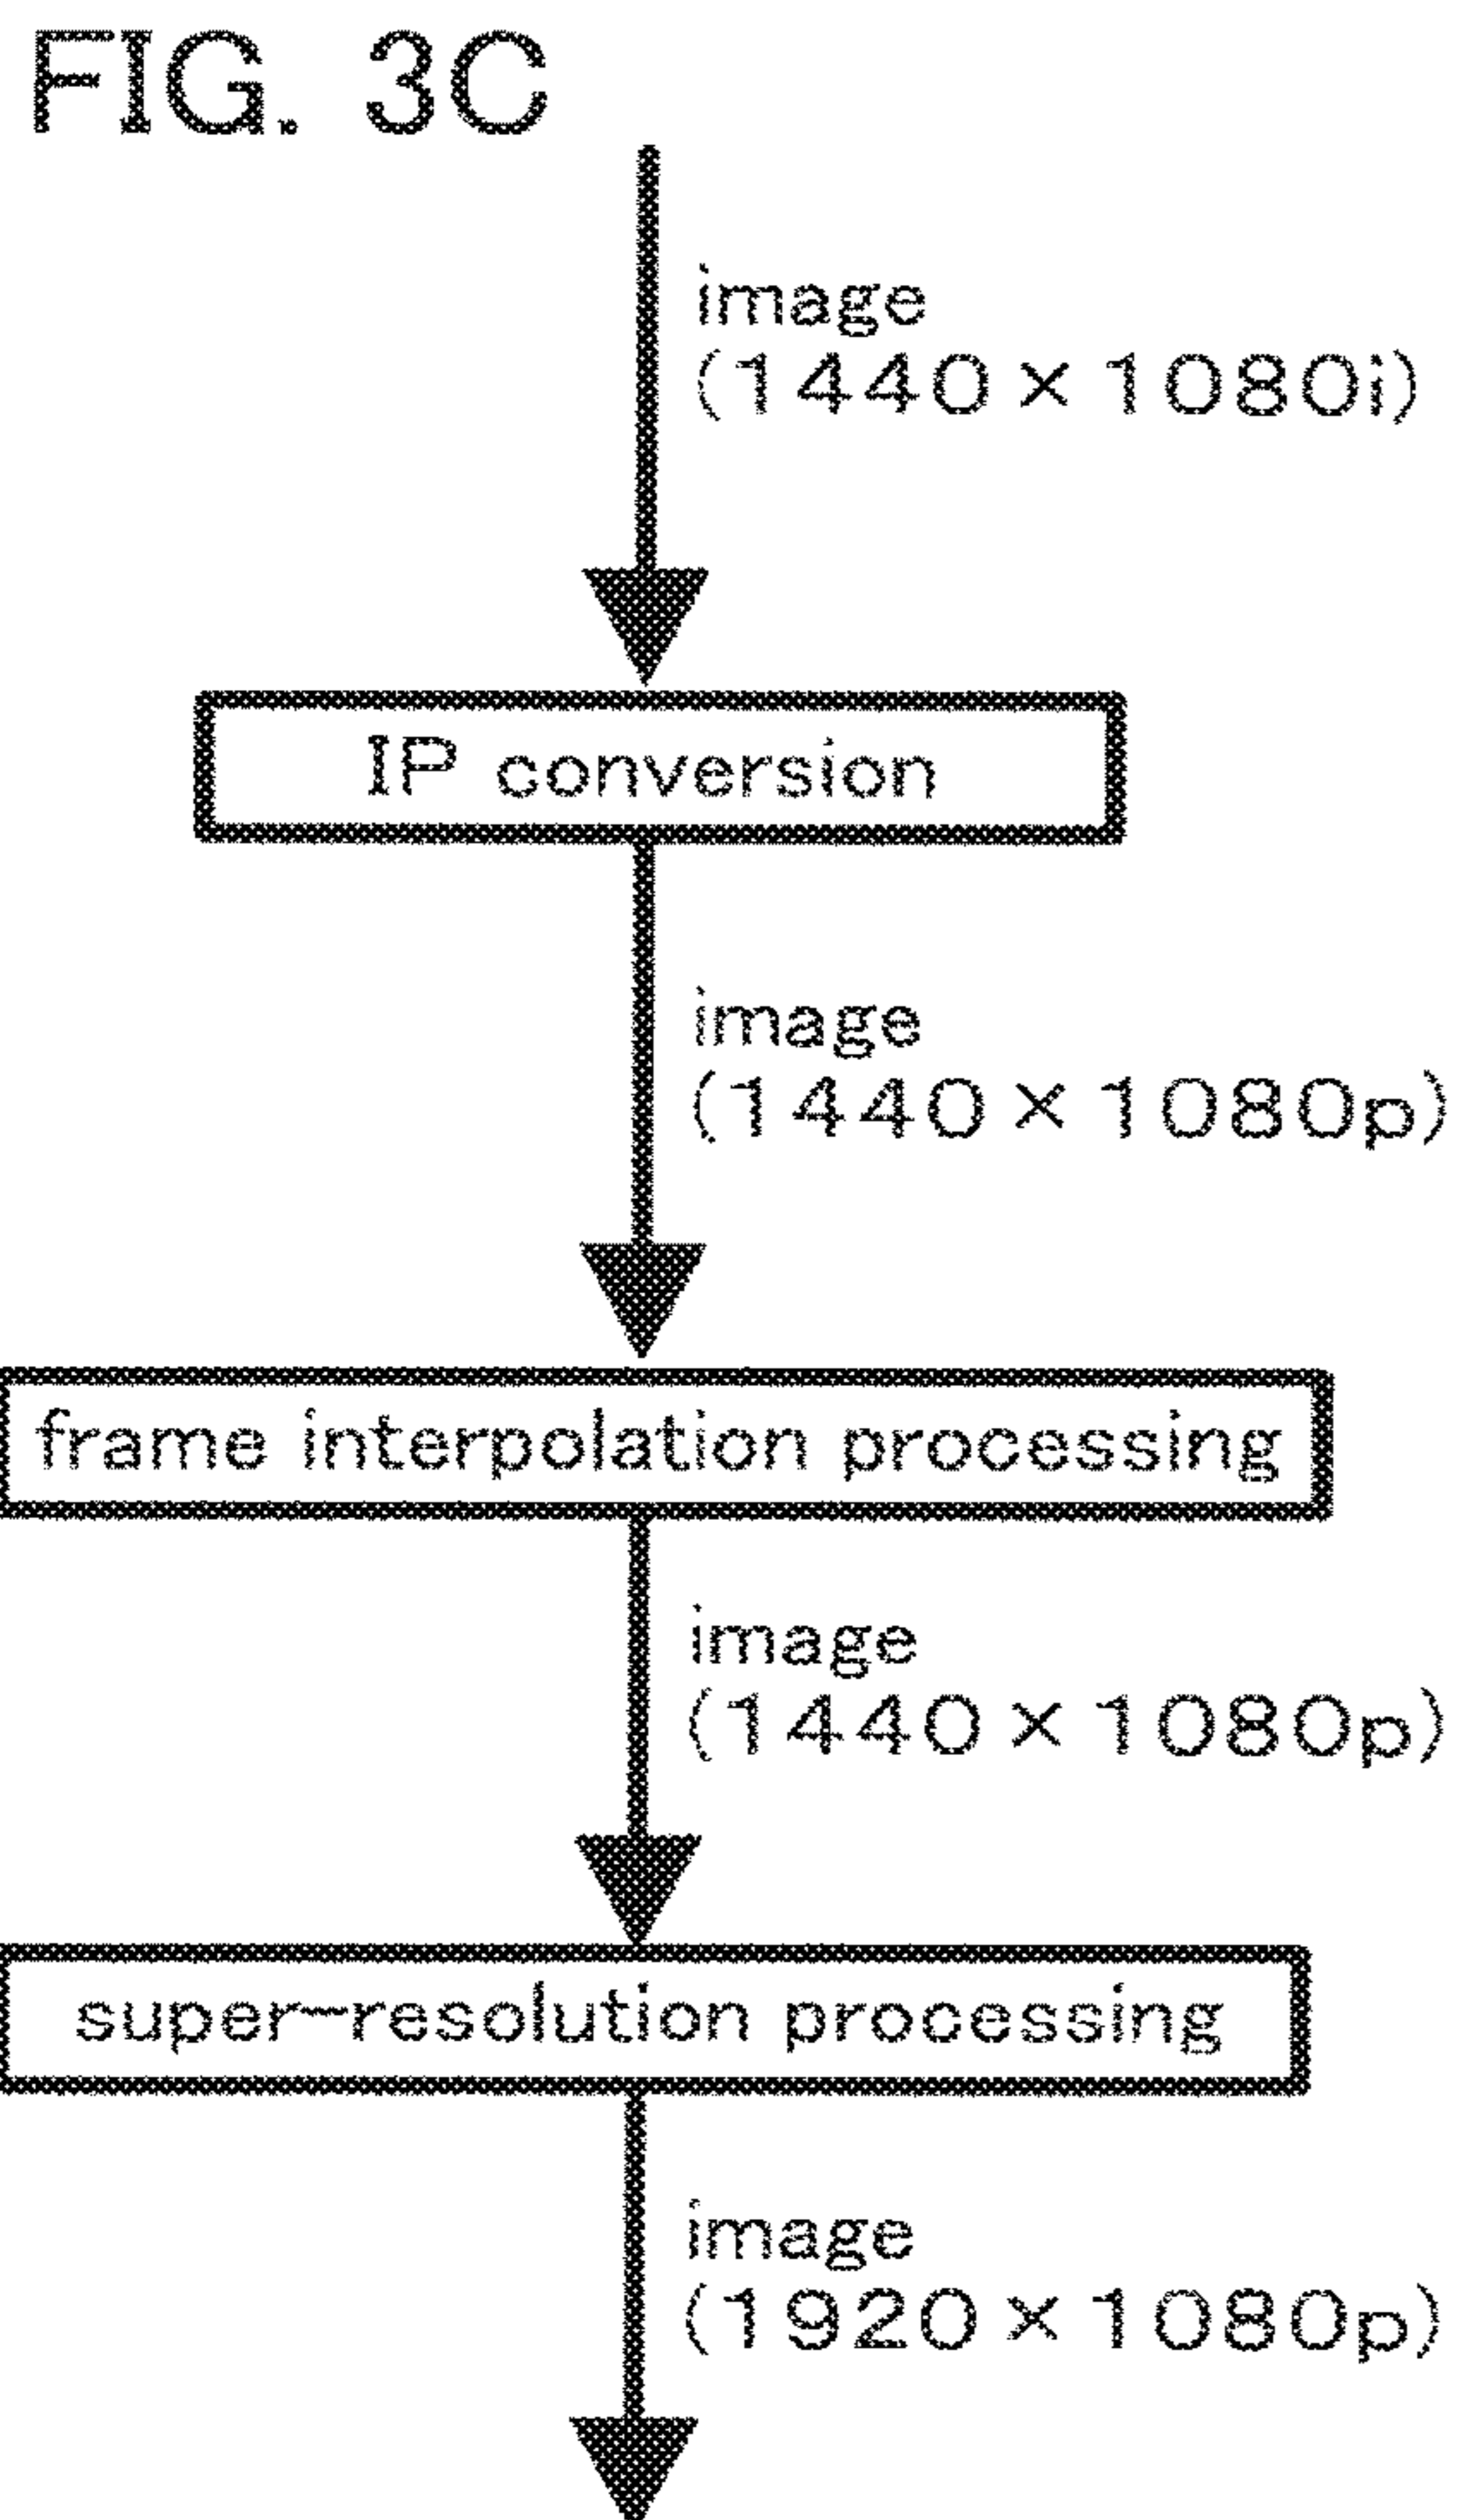 FIG. 3C
image
(1440×1080i)
IP conversion
image
(1440×1080p)
frame interpolation processing
image
(1440×1080p)
super-resolution processing
image
(1920×1080p)